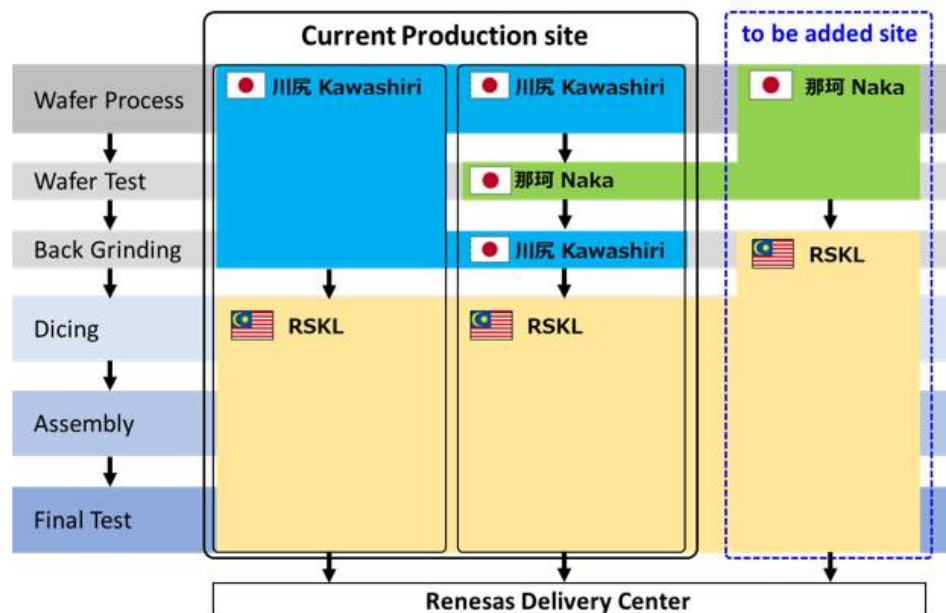 Current Production site
to be added site
Wafer Process
川尻 Kawashiri
川尻 Kawashiri
那珂 Naka
Wafer Test
那珂 Naka
Back Grinding
川尻 Kawashiri
RSKL
Dicing
RSKL
RSKL
Assembly
Final Test
Renesas Delivery Center